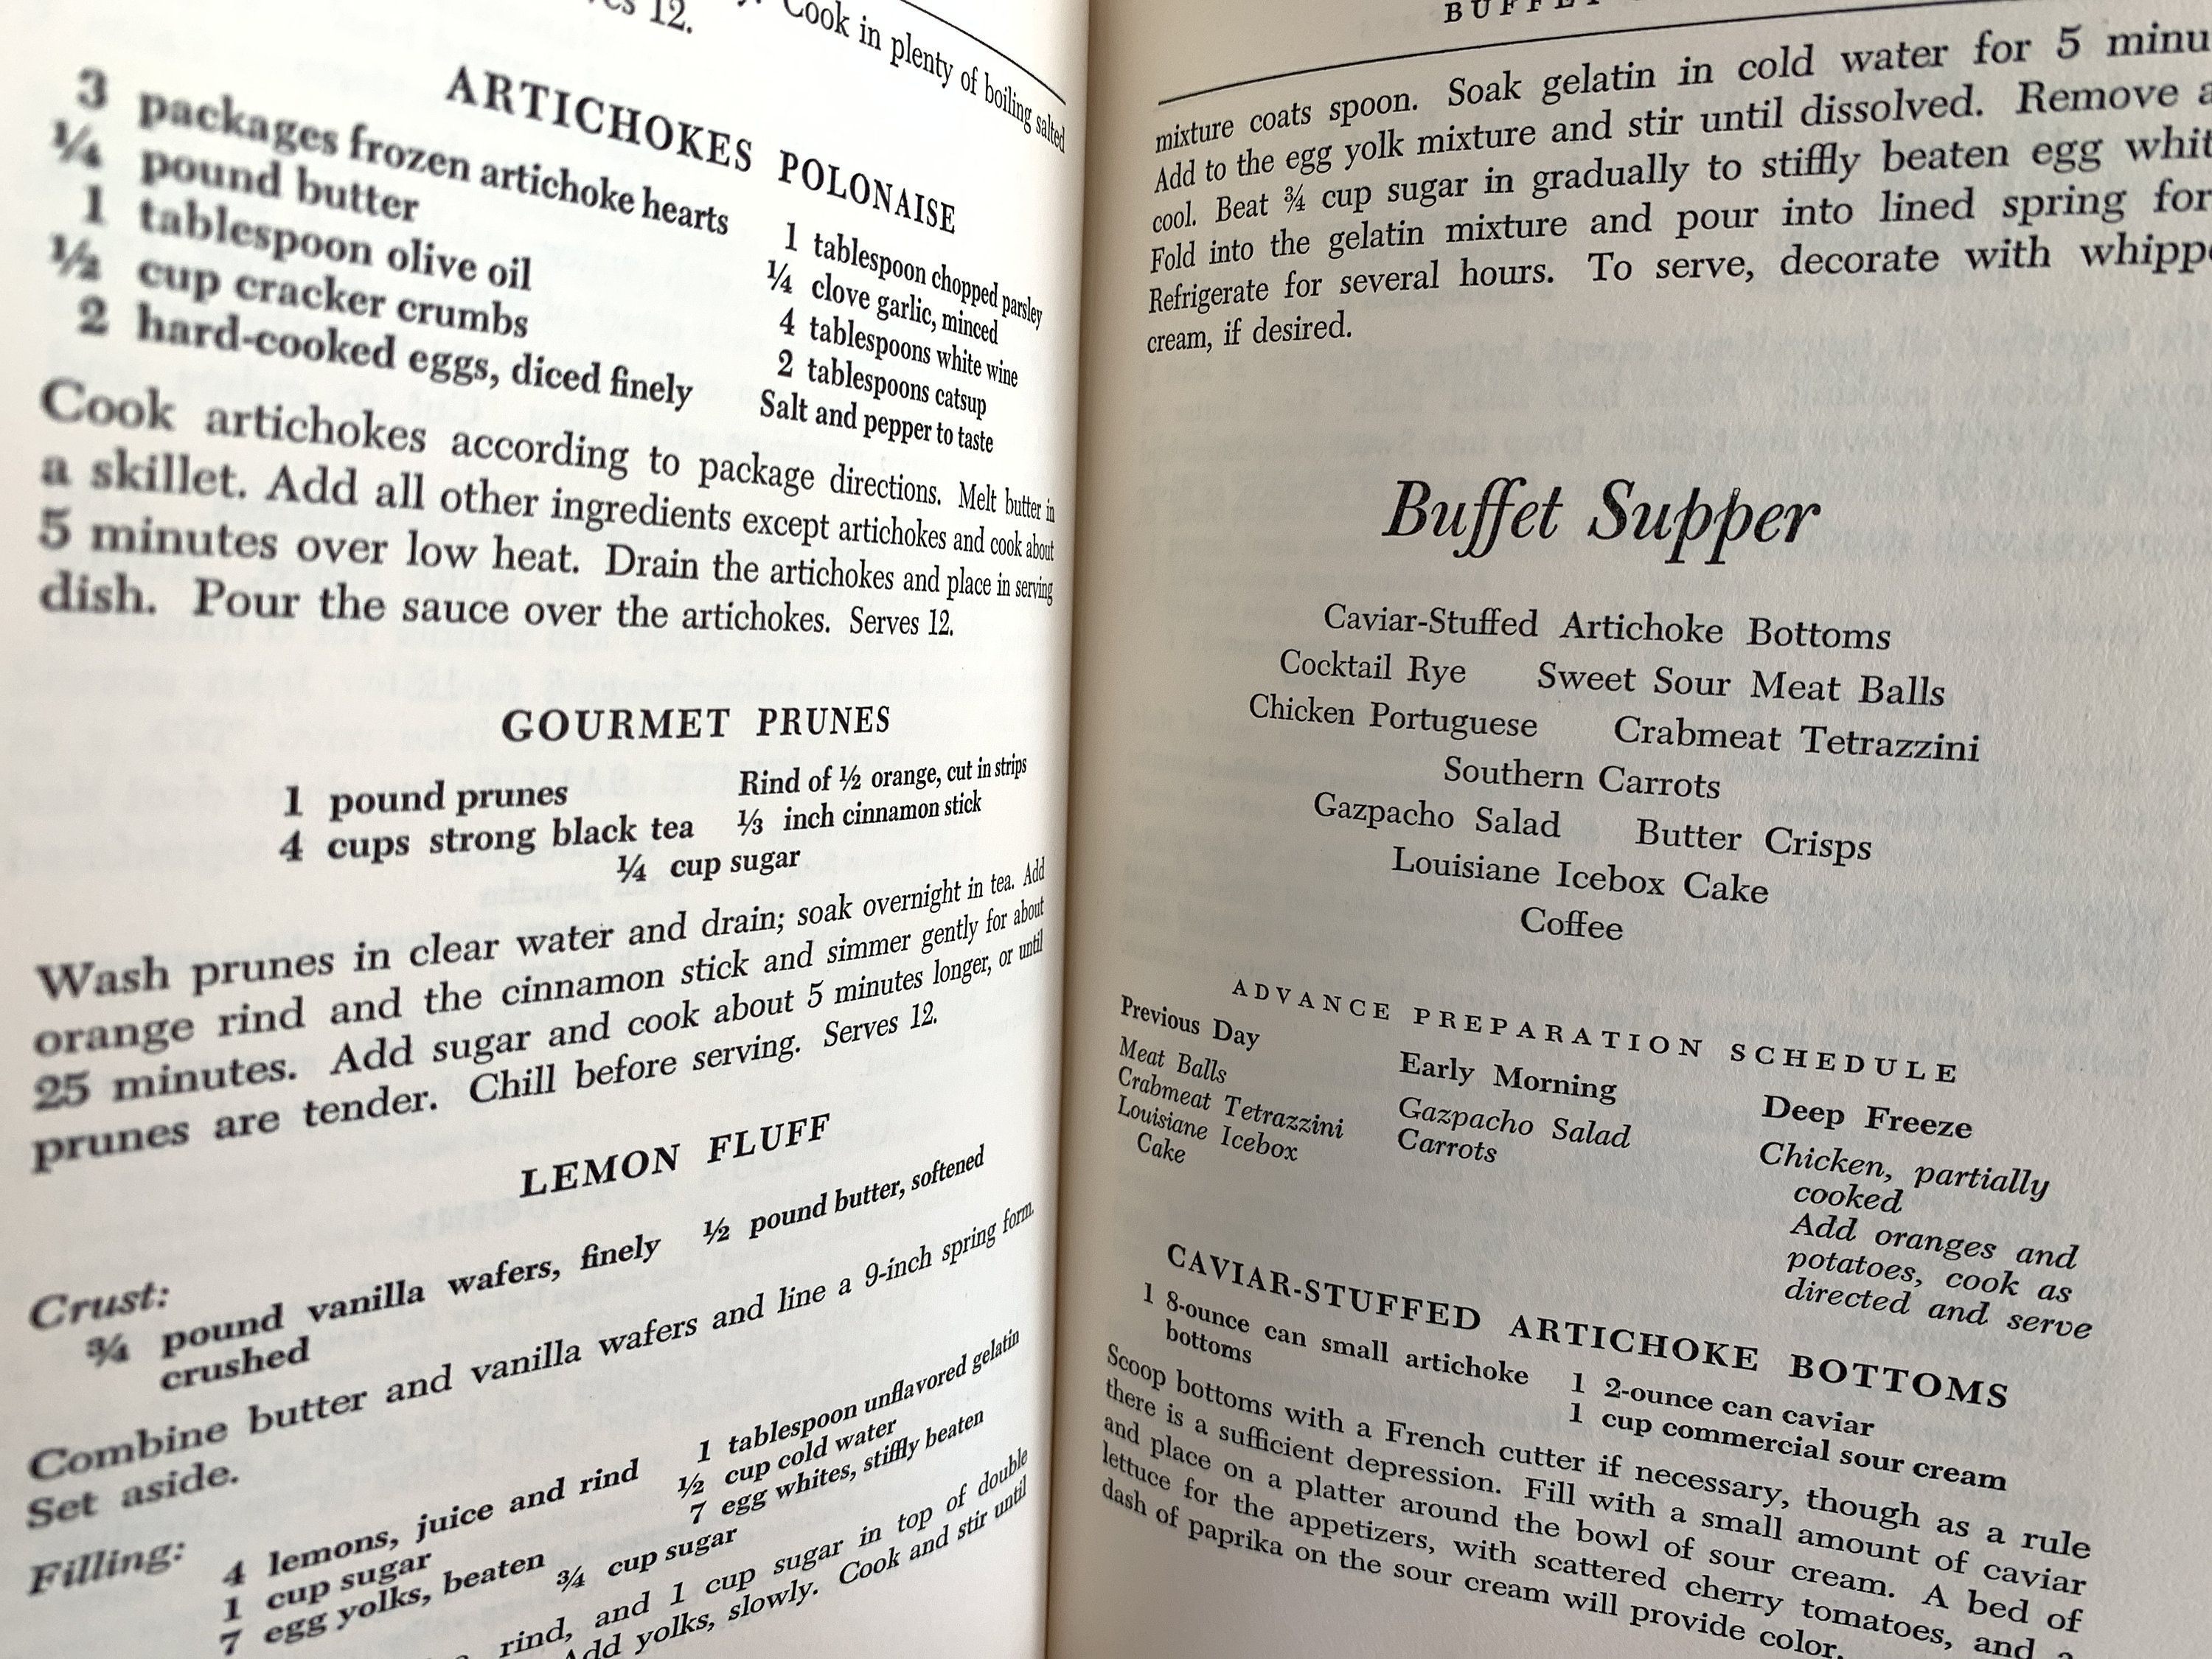 12.
Cook in plenty of boiling salted
ARTICHOKES POLONAISE
3 packages frozen artichoke hearts
¼ pound butter
1 tablespoon olive oil
½ cup cracker crumbs
2 hard-cooked eggs, diced finely
1 tablespoon chopped parsley
¼ clove garlic, minced
4 tablespoons white wine
2 tablespoons catsup
Salt and pepper to taste
Cook artichokes according to package directions. Melt butter in
a skillet. Add all other ingredients except artichokes and cook about
5 minutes over low heat. Drain the artichokes and place in serving
dish. Pour the sauce over the artichokes. Serves 12.
GOURMET PRUNES
1 pound prunes
4 cups strong black tea
Rind of ½ orange, cut in strips
⅓ inch cinnamon stick
¼ cup sugar
Wash prunes in clear water and drain; soak overnight in tea. Add
orange rind and the cinnamon stick and simmer gently for about
25 minutes. Add sugar and cook about 5 minutes longer, or until
prunes are tender. Chill before serving. Serves 12.
LEMON FLUFF
Crust:
¾ pound vanilla wafers, finely
crushed
½ pound butter, softened
Combine butter and vanilla wafers and line a 9-inch spring form.
Set aside.
Filling:
4 lemons, juice and rind
1 cup sugar
7 egg yolks, beaten
1 tablespoon unflavored gelatin
½ cup cold water
7 egg whites, stiffly beaten
¾ cup sugar
rind, and 1 cup sugar in top of double
Add yolks, slowly. Cook and stir until
BUFFET
mixture coats spoon. Soak gelatin in cold water for 5 minu
Add to the egg yolk mixture and stir until dissolved. Remove a
cool. Beat ¾ cup sugar in gradually to stiffly beaten egg whit
Fold into the gelatin mixture and pour into lined spring for
Refrigerate for several hours. To serve, decorate with whipp
cream, if desired.
Buffet Supper
Caviar-Stuffed Artichoke Bottoms
Cocktail Rye Sweet Sour Meat Balls
Chicken Portuguese Crabmeat Tetrazzini
Southern Carrots
Gazpacho Salad Butter Crisps
Louisiane Icebox Cake
Coffee
ADVANCE PREPARATION SCHEDULE
Previous Day
Meat Balls
Crabmeat Tetrazzini
Louisiane Icebox
Cake
Early Morning
Gazpacho Salad
Carrots
Deep Freeze
Chicken, partially
cooked
Add oranges and
potatoes, cook as
directed and serve
CAVIAR-STUFFED ARTICHOKE BOTTOMS
1 8-ounce can small artichoke
bottoms
1 2-ounce can caviar
1 cup commercial sour cream
Scoop bottoms with a French cutter if necessary, though as a rule
there is a sufficient depression. Fill with a small amount of caviar
and place on a platter around the bowl of sour cream. A bed of
lettuce for the appetizers, with scattered cherry tomatoes, and a
dash of paprika on the sour cream will provide color.